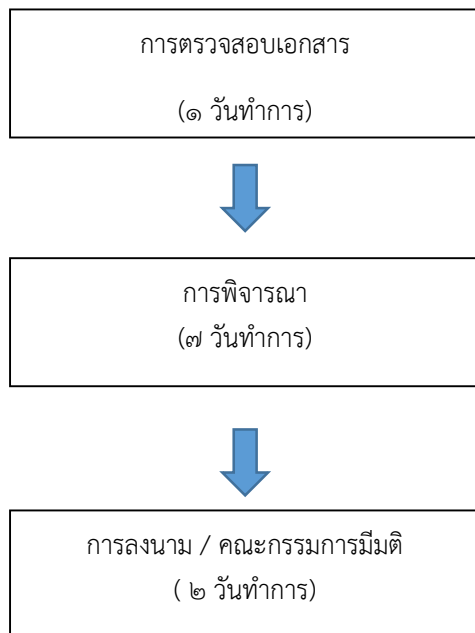 การตรวจสอบเอกสาร
(๑ วันทำการ)
การพิจารณา
(๗ วันทำการ)
การลงนาม / คณะกรรมการมีมติ
( ๒ วันทำการ)